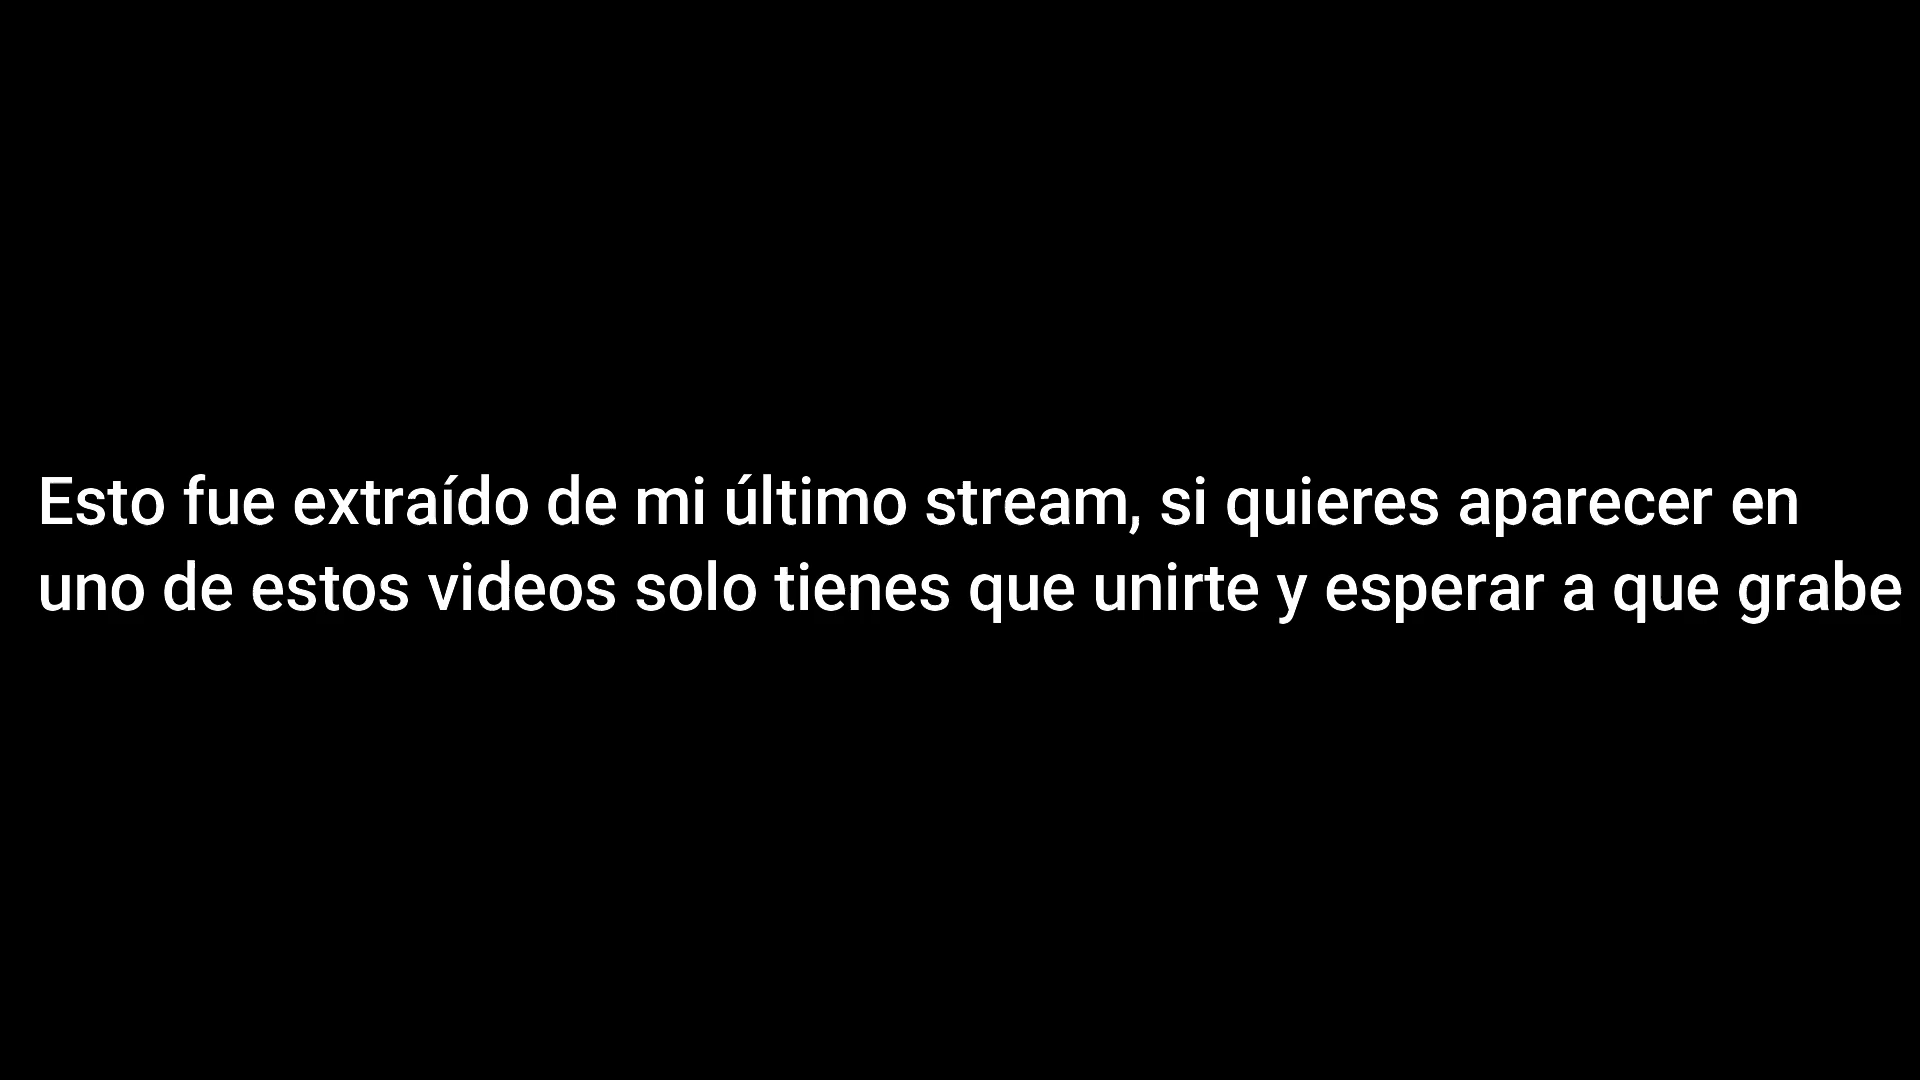 Esto fue extraído de mi último stream, si quieres aparecer en
uno de estos videos solo tienes que unirte y esperar a que grabe